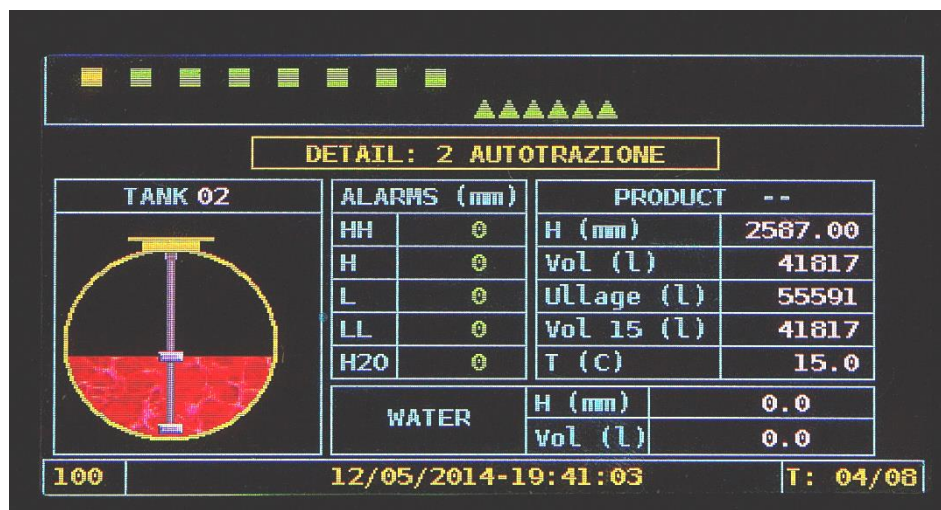 DETAIL: 2 AUTOTRAZIONE
TANK 02
ALARMS (mm)
PRODUCT --
HH 0
H (mm) 2587.00
H 0
Vol (l) 41817
L 0
Ullage (l) 55591
LL 0
Vol 15 (l) 41817
H2O 0
T (C) 15.0
WATER
H (mm) 0.0
Vol (l) 0.0
100
12/05/2014-19:41:03
T: 04/08